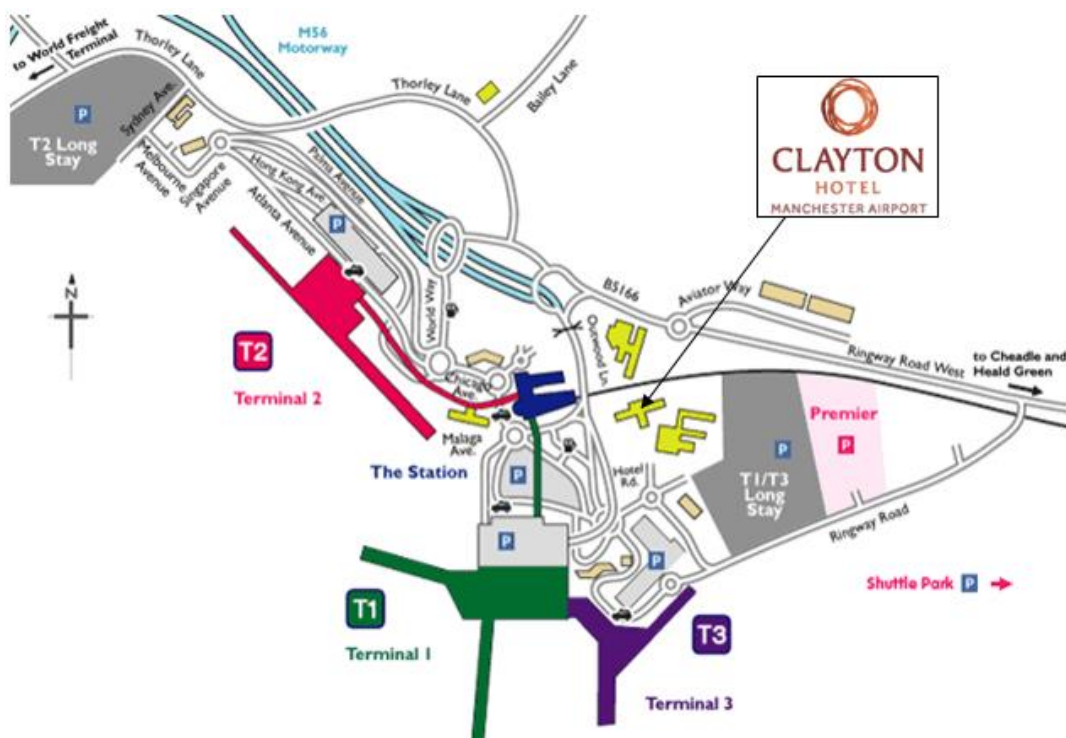 M56
Motorway
to World Freight
Terminal
Thorley Lane
Thorley Lane
Bailey Lane
CLAYTON
HOTEL
MANCHESTER AIRPORT
P
T2 Long
Stay
Sydney Ave.
Melbourne
Avenue
Singapore
Avenue
Hong Kong Ave
Palma Avenue
Atlanta Avenue
P
World Way
B5166
Aviator Way
Outwood Ln.
Ringway Road West
to Cheadle and
Heald Green
N
T2
Terminal 2
Chicago
Ave.
Malaga
Ave.
The Station
Hotel
Rd.
Premier
P
P
T1/T3
Long
Stay
Ringway Road
P
P
P
Shuttle Park P
T1
Terminal 1
T3
Terminal 3